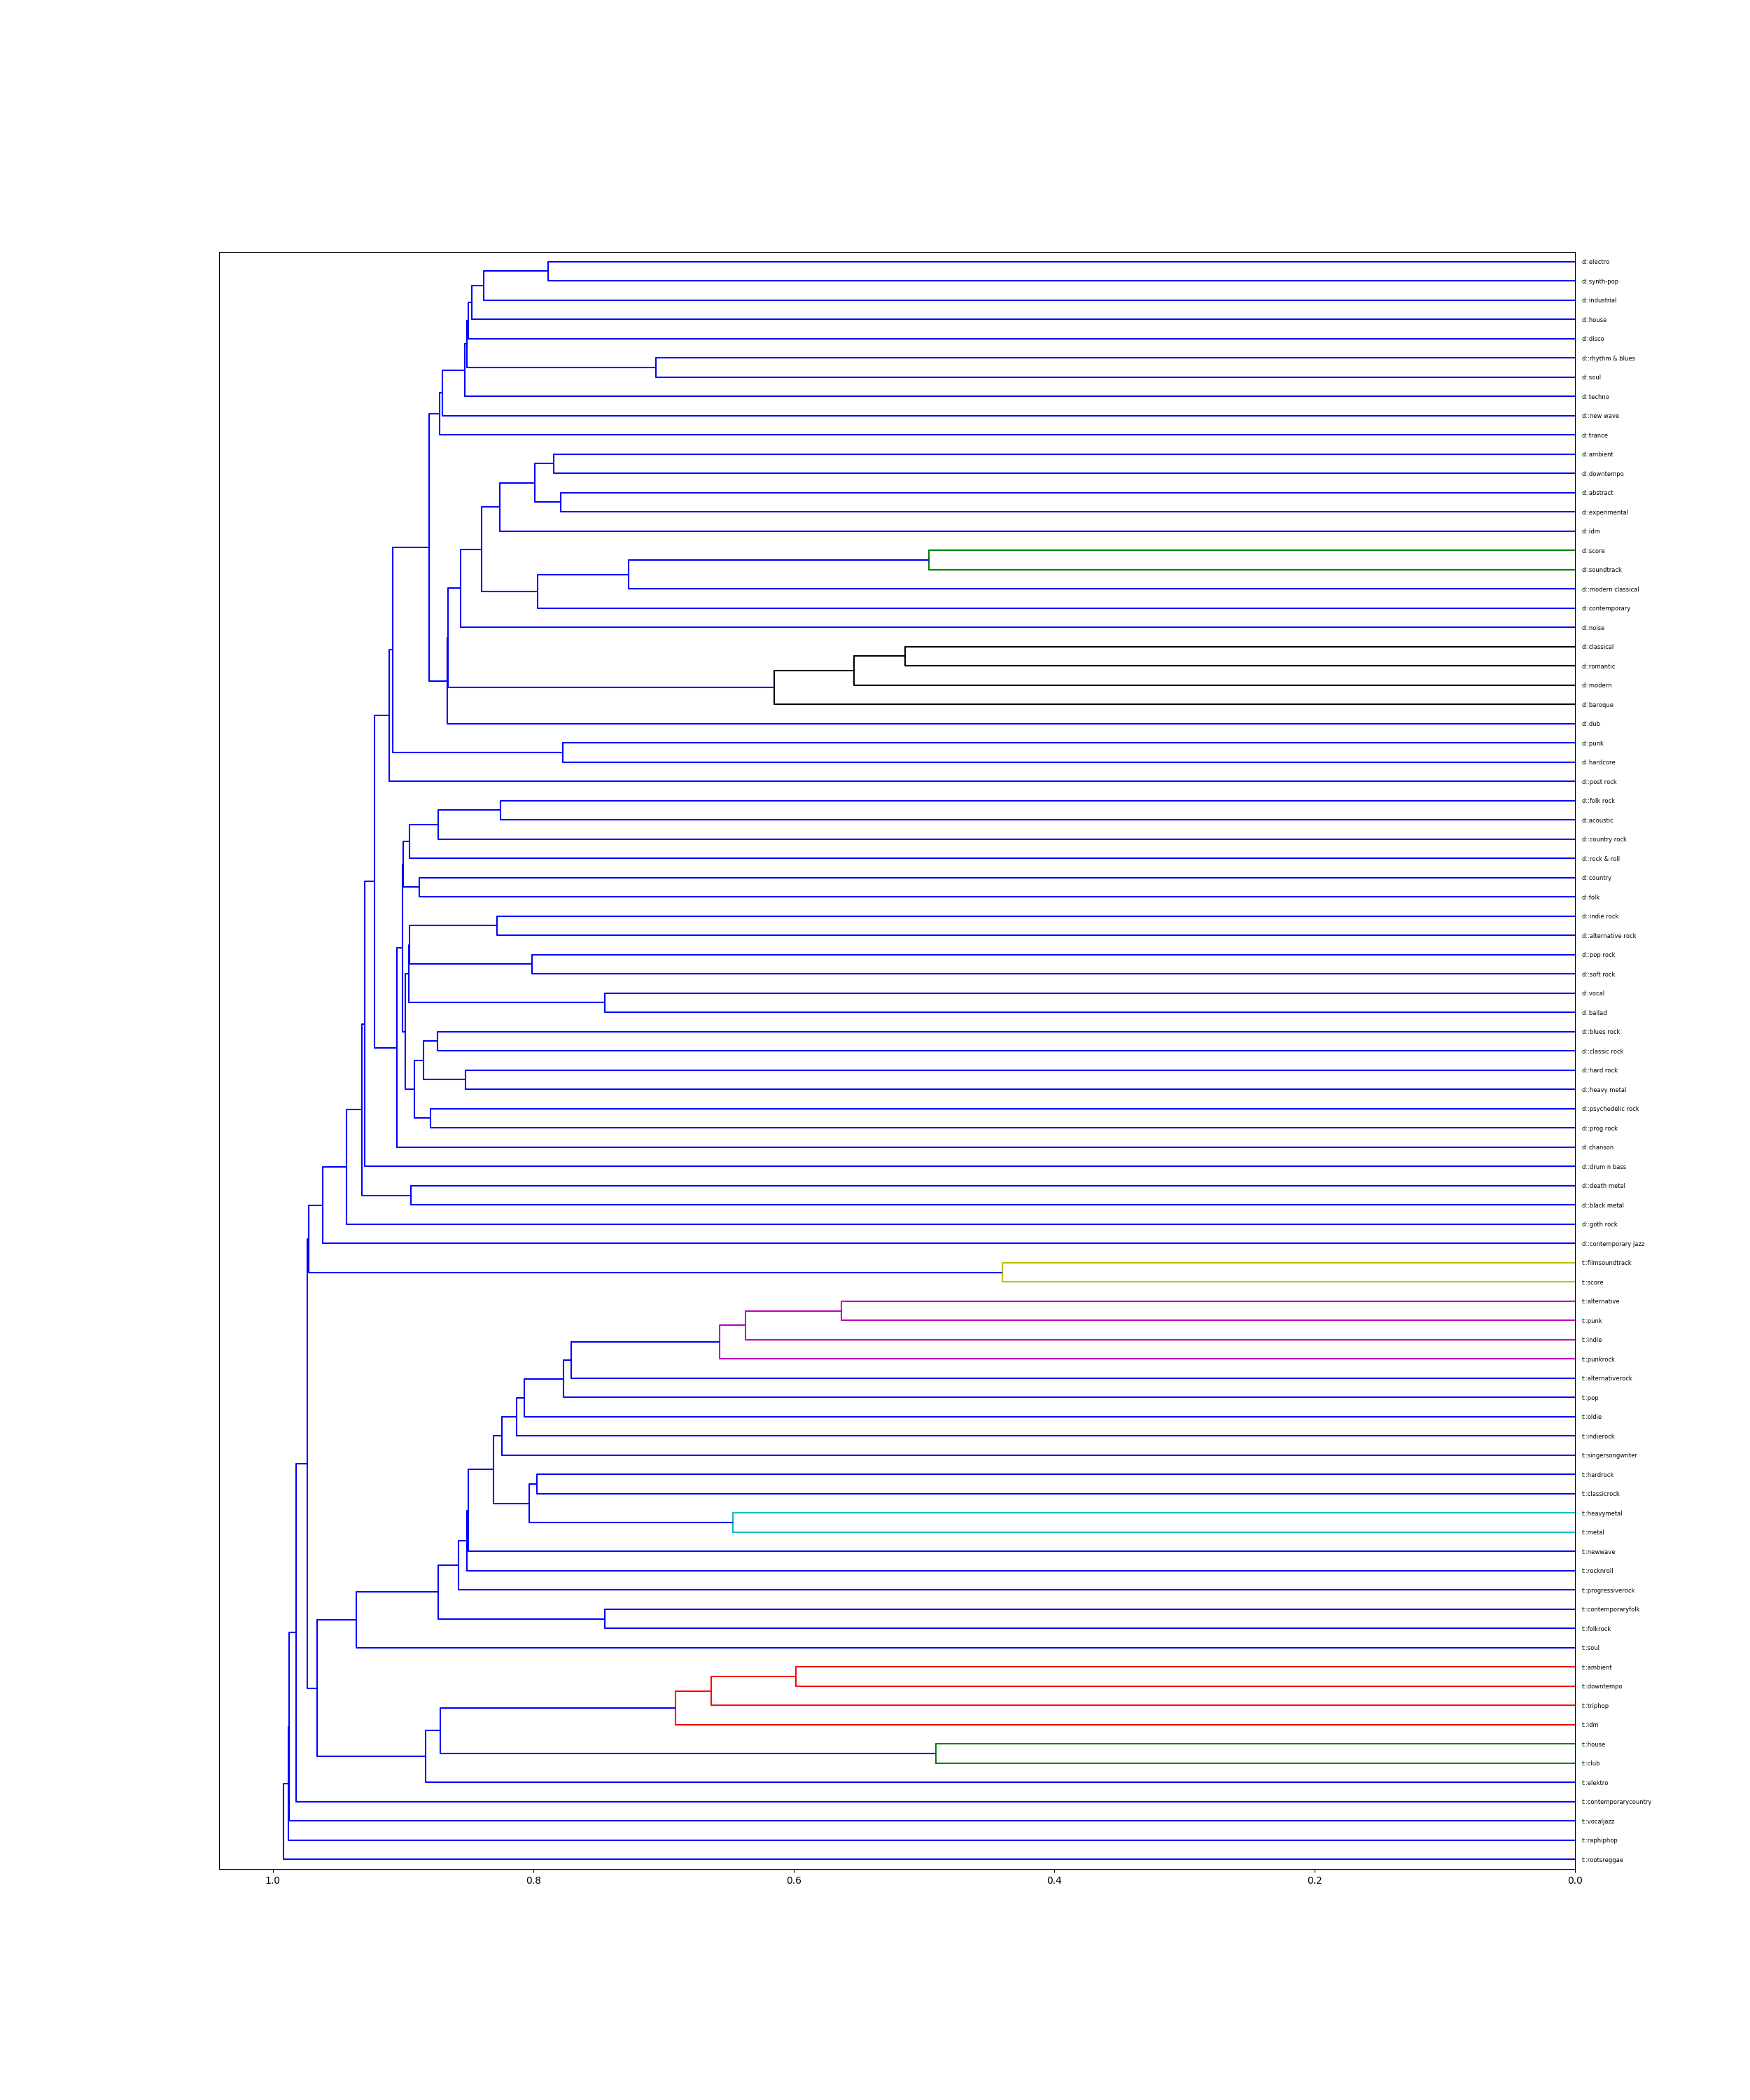 d::electro
d::synth-pop
d::industrial
d::house
d::disco
d::rhythm & blues
d::soul
d::techno
d::new wave
d::trance
d::ambient
d::downtempo
d::abstract
d::experimental
d::idm
d::score
d::soundtrack
d::modern classical
d::contemporary
d::noise
d::classical
d::romantic
d::modern
d::baroque
d::dub
d::punk
d::hardcore
d::post rock
d::folk rock
d::acoustic
d::country rock
d::rock & roll
d::country
d::folk
d::indie rock
d::alternative rock
d::pop rock
d::soft rock
d::vocal
d::ballad
d::blues rock
d::classic rock
d::hard rock
d::heavy metal
d::psychedelic rock
d::prog rock
d::chanson
d::drum n bass
d::death metal
d::black metal
d::goth rock
d::contemporary jazz
t::filmsoundtrack
t::score
t::alternative
t::punk
t::indie
t::punkrock
t::alternativerock
t::pop
t::oldie
t::indierock
t::singersongwriter
t::hardrock
t::classicrock
t::heavymetal
t::metal
t::newwave
t::rocknroll
t::progressiverock
t::contemporaryfolk
t::folkrock
t::soul
t::ambient
t::downtempo
t::triphop
t::idm
t::house
t::club
t::elektro
t::contemporarycountry
t::vocaljazz
t::raphiphop
t::rootsreggae
1.0 0.8 0.6 0.4 0.2 0.0